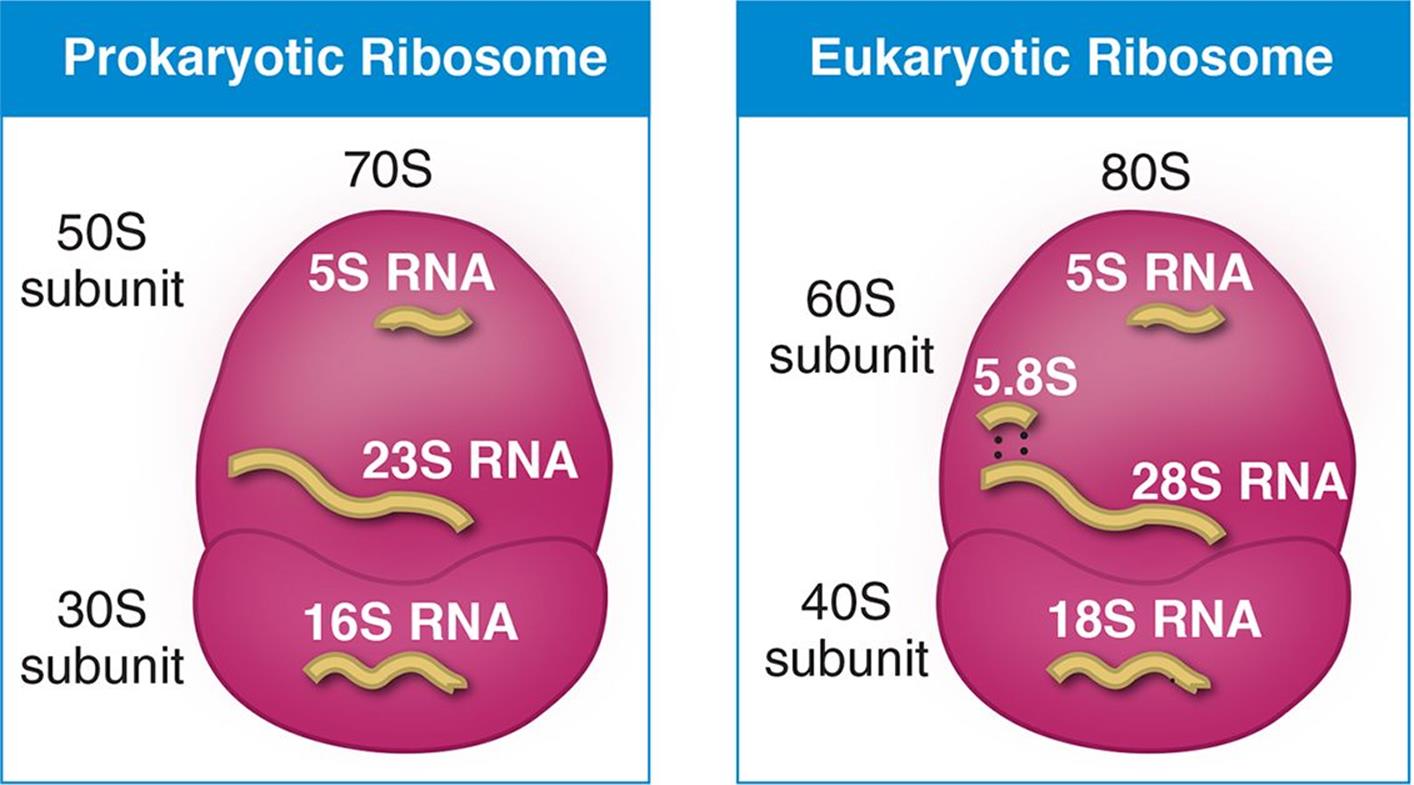 Prokaryotic Ribosome
70S
50S
subunit
5S RNA
23S RNA
30S
subunit
16S RNA
Eukaryotic Ribosome
80S
60S
subunit
5S RNA
5.8S
28S RNA
40S
subunit
18S RNA